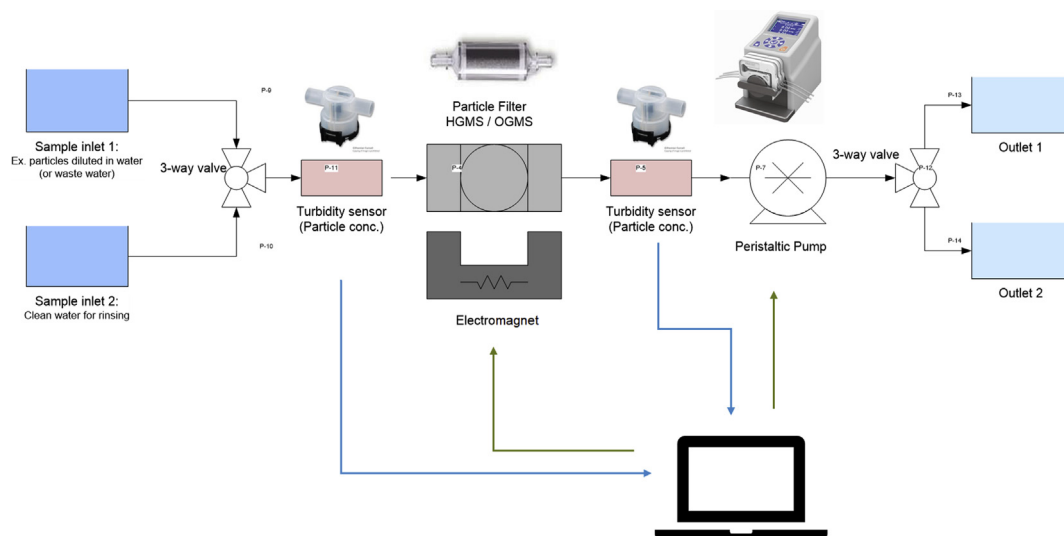 P-9
Sample inlet 1:
Ex. particles diluted in water
(or waste water)
3-way valve
P-10
Sample inlet 2:
Clean water for rinsing
P-11
Turbidity sensor
(Particle conc.)
Particle Filter
HGMS / OGMS
P-4
Electromagnet
Turbidity sensor
(Particle conc.)
P-7
Peristaltic Pump
3-way valve
P-12
P-13
Outlet 1
P-14
Outlet 2